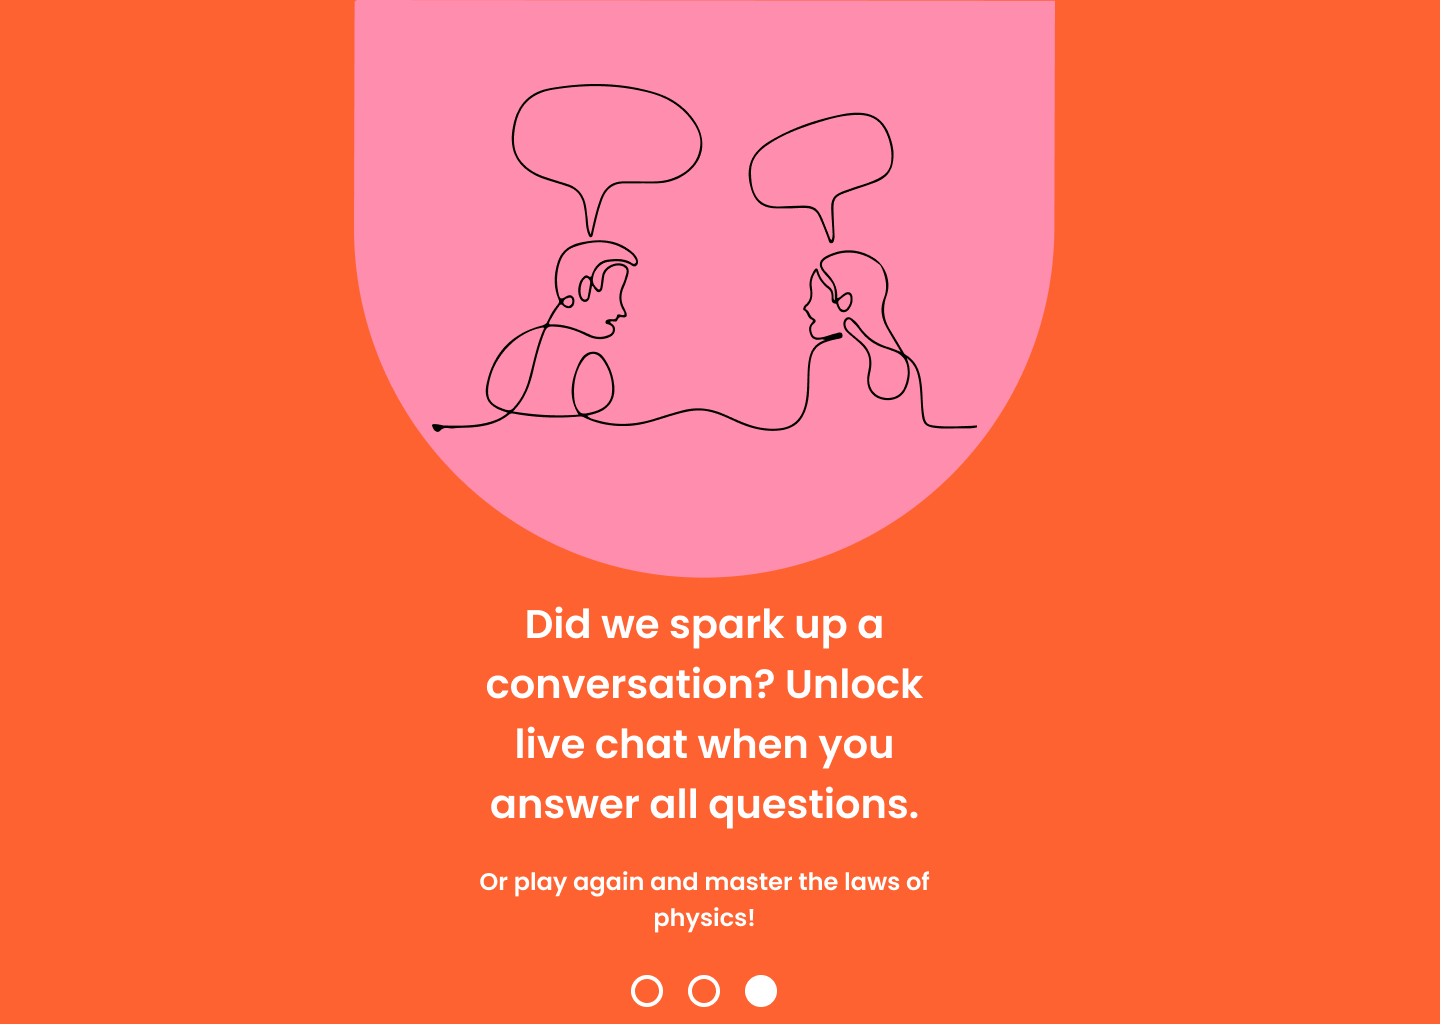 Did we spark up a
conversation? Unlock
live chat when you
answer all questions.
Or play again and master the laws of
physics!